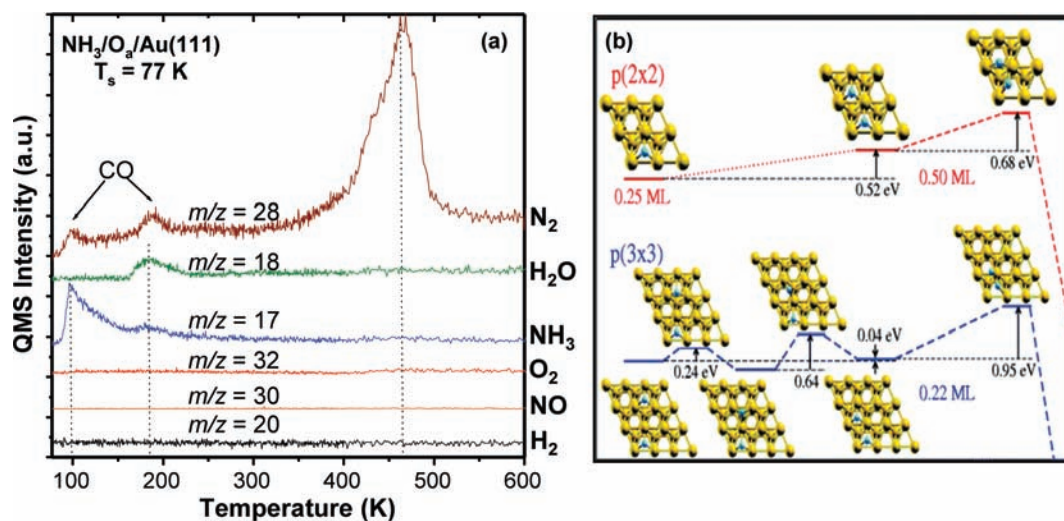 (a)
NH₃/Oₐ/Au(111)
Tₛ = 77 K
CO
m/z = 28
N₂
m/z = 18
H₂O
m/z = 17
NH₃
m/z = 32
O₂
m/z = 30
NO
m/z = 20
H₂
QMS Intensity (a.u.)
100 200 300 400 500 600
Temperature (K)
(b)
p(2x2)
0.25 ML
0.52 eV
0.50 ML
0.68 eV
p(3x3)
0.24 eV
0.64
0.04 eV
0.22 ML
0.95 eV